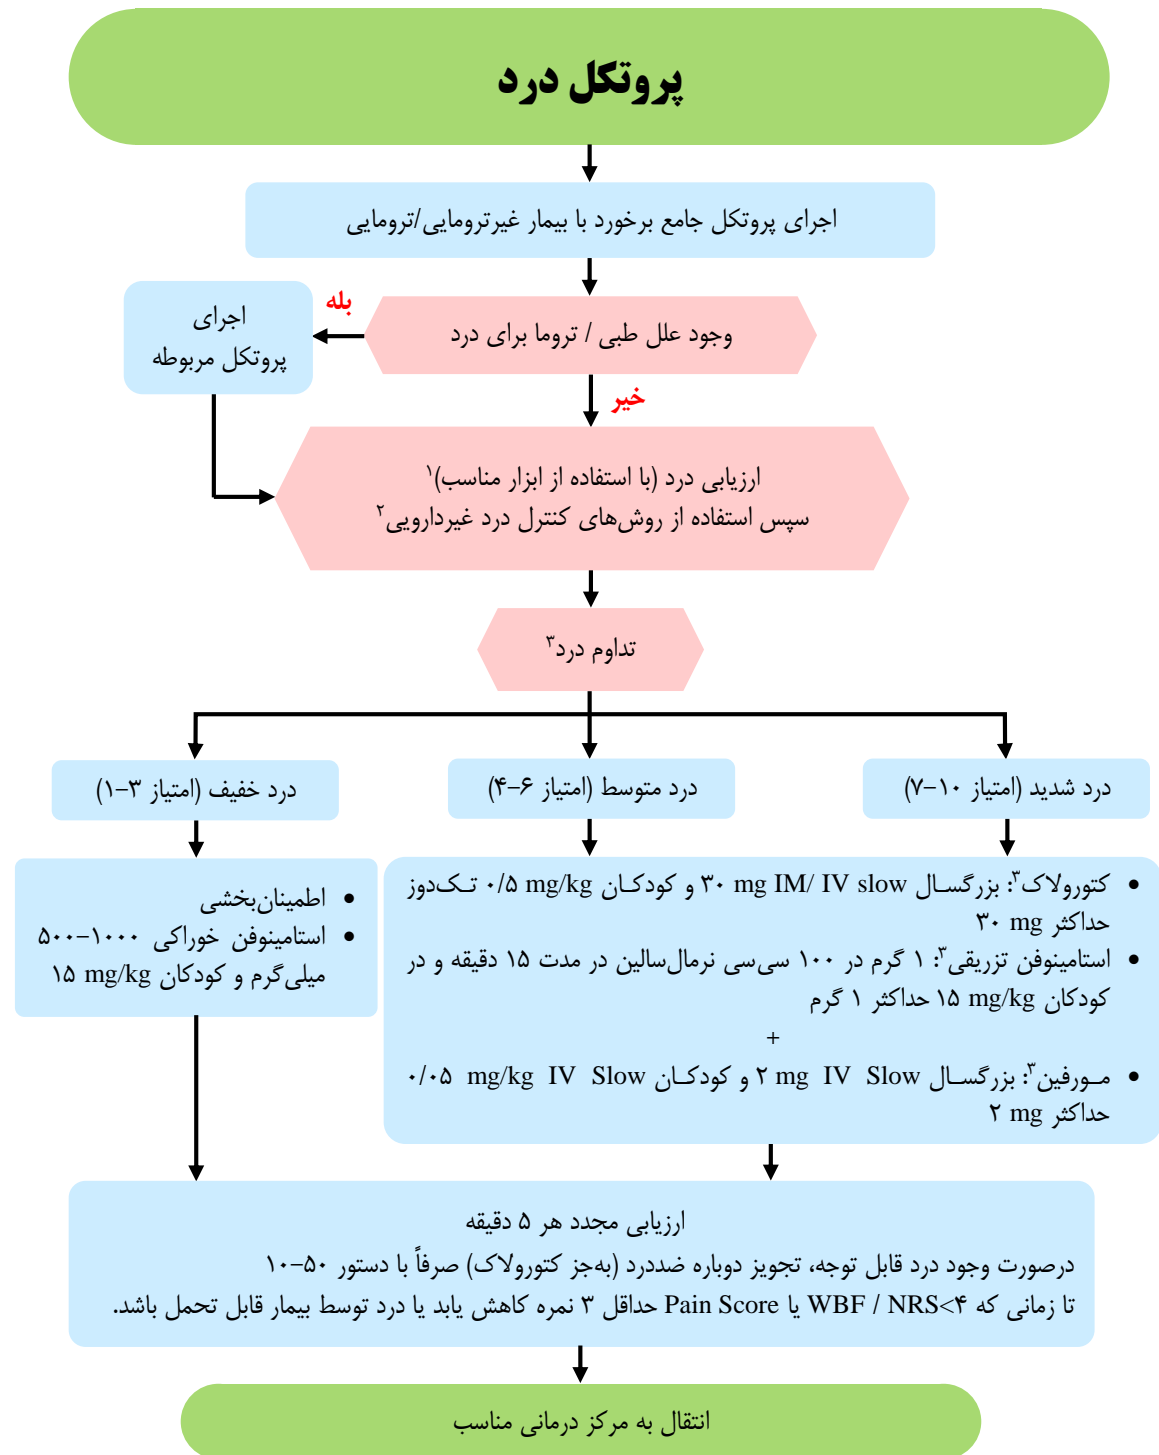 پروتکل درد
اجرای پروتکل جامع برخورد با بیمار غیرترومایی/ترومایی
وجود علل طبی / تروما برای درد
بله
اجرای
پروتکل مربوطه
خیر
ارزیابی درد (با استفاده از ابزار مناسب)۱
سپس استفاده از روش‌های کنترل درد غیردارویی۲
تداوم درد۳
درد شدید (امتیاز ۱۰-۷)
درد متوسط (امتیاز ۶-۴)
درد خفیف (امتیاز ۳-۱)
• کتورولاک۳: بزرگسال ۳۰ mg IM/ IV slow و کودکان ۰/۵ mg/kg تک‌دوز
حداکثر ۳۰ mg
• استامینوفن تزریقی۳: ۱ گرم در ۱۰۰ سی‌سی نرمال‌سالین در مدت ۱۵ دقیقه و در
کودکان ۱۵ mg/kg حداکثر ۱ گرم
+
• مورفین۳: بزرگسال ۲ mg IV Slow و کودکان ۰/۰۵ mg/kg IV Slow
حداکثر ۲ mg
• اطمینان‌بخشی
• استامینوفن خوراکی ۱۰۰۰-۵۰۰
میلی‌گرم و کودکان ۱۵ mg/kg
ارزیابی مجدد هر ۵ دقیقه
درصورت وجود درد قابل توجه، تجویز دوباره ضددرد (به‌جز کتورولاک) صرفاً با دستور ۵۰-۱۰
تا زمانی که WBF / NRS<۴ یا Pain Score حداقل ۳ نمره کاهش یابد یا درد توسط بیمار قابل تحمل باشد.
انتقال به مرکز درمانی مناسب